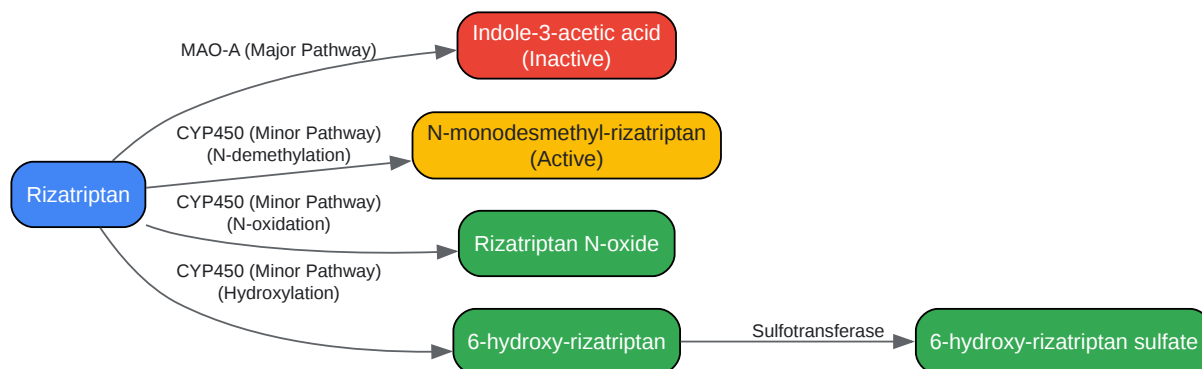 MAO-A (Major Pathway)
Indole-3-acetic acid
(Inactive)
CYP450 (Minor Pathway)
(N-demethylation)
N-monodesmethyl-rizatriptan
(Active)
Rizatriptan
CYP450 (Minor Pathway)
(N-oxidation)
Rizatriptan N-oxide
CYP450 (Minor Pathway)
(Hydroxylation)
6-hydroxy-rizatriptan
Sulfotransferase
6-hydroxy-rizatriptan sulfate